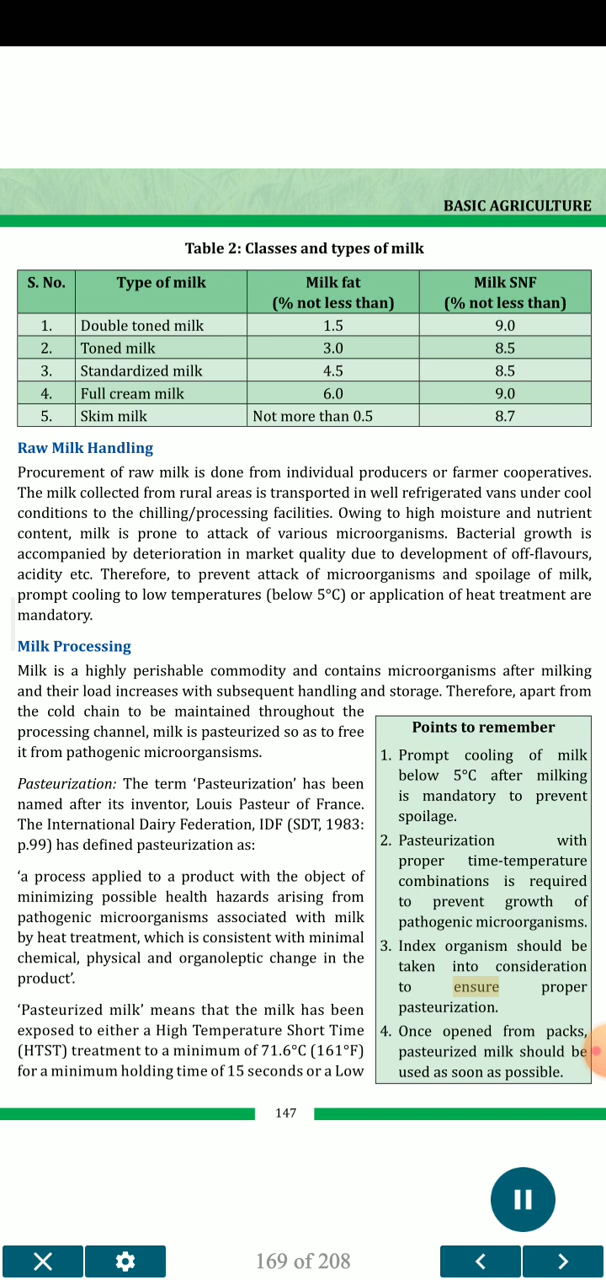 BASIC AGRICULTURE
Table 2: Classes and types of milk
S. No. Type of milk Milk fat (% not less than) Milk SNF (% not less than)
1. Double toned milk 1.5 9.0
2. Toned milk 3.0 8.5
3. Standardized milk 4.5 8.5
4. Full cream milk 6.0 9.0
5. Skim milk Not more than 0.5 8.7
Raw Milk Handling
Procurement of raw milk is done from individual producers or farmer cooperatives.
The milk collected from rural areas is transported in well refrigerated vans under cool
conditions to the chilling/processing facilities. Owing to high moisture and nutrient
content, milk is prone to attack of various microorganisms. Bacterial growth is
accompanied by deterioration in market quality due to development of off-flavours,
acidity etc. Therefore, to prevent attack of microorganisms and spoilage of milk,
prompt cooling to low temperatures (below 5°C) or application of heat treatment are
mandatory.
Milk Processing
Milk is a highly perishable commodity and contains microorganisms after milking
and their load increases with subsequent handling and storage. Therefore, apart from
the cold chain to be maintained throughout the
processing channel, milk is pasteurized so as to free
it from pathogenic microorgansisms.
Pasteurization: The term ‘Pasteurization’ has been
named after its inventor, Louis Pasteur of France.
The International Dairy Federation, IDF (SDT, 1983:
p.99) has defined pasteurization as:
‘a process applied to a product with the object of
minimizing possible health hazards arising from
pathogenic microorganisms associated with milk
by heat treatment, which is consistent with minimal
chemical, physical and organoleptic change in the
product’.
‘Pasteurized milk’ means that the milk has been
exposed to either a High Temperature Short Time
(HTST) treatment to a minimum of 71.6°C (161°F)
for a minimum holding time of 15 seconds or a Low
Points to remember
1. Prompt cooling of milk
below 5°C after milking
is mandatory to prevent
spoilage.
2. Pasteurization with
proper time-temperature
combinations is required
to prevent growth of
pathogenic microorganisms.
3. Index organism should be
taken into consideration
to ensure proper
pasteurization.
4. Once opened from packs,
pasteurized milk should be
used as soon as possible.
147
169 of 208